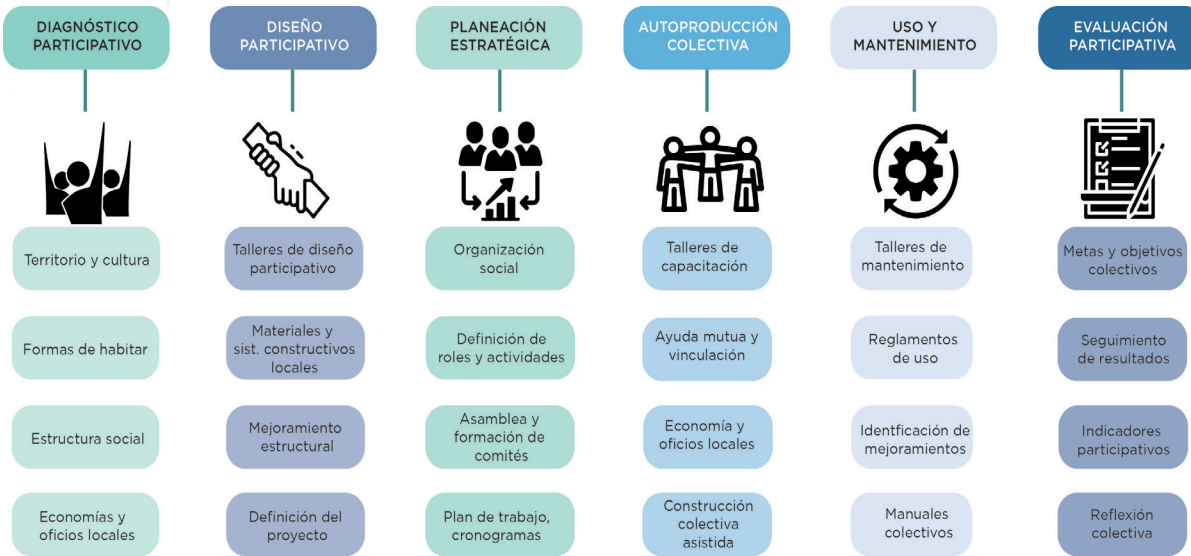 DIAGNÓSTICO
PARTICIPATIVO
Territorio y cultura
Formas de habitar
Estructura social
Economías y
oficios locales
DISEÑO
PARTICIPATIVO
Talleres de diseño
participativo
Materiales y
sist. constructivos
locales
Mejoramiento
estructural
Definición del
proyecto
PLANEACIÓN
ESTRATÉGICA
Organización
social
Definición de
roles y actividades
Asamblea y
formación de
comités
Plan de trabajo,
cronogramas
AUTOPRODUCCIÓN
COLECTIVA
Talleres de
capacitación
Ayuda mutua y
vinculación
Economía y
oficios locales
Construcción
colectiva
asistida
USO Y
MANTENIMIENTO
Talleres de
mantenimiento
Reglamentos
de uso
Identficación de
mejoramientos
Manuales
colectivos
EVALUACIÓN
PARTICIPATIVA
Metas y objetivos
colectivos
Seguimiento
de resultados
Indicadores
participativos
Reflexión
colectiva